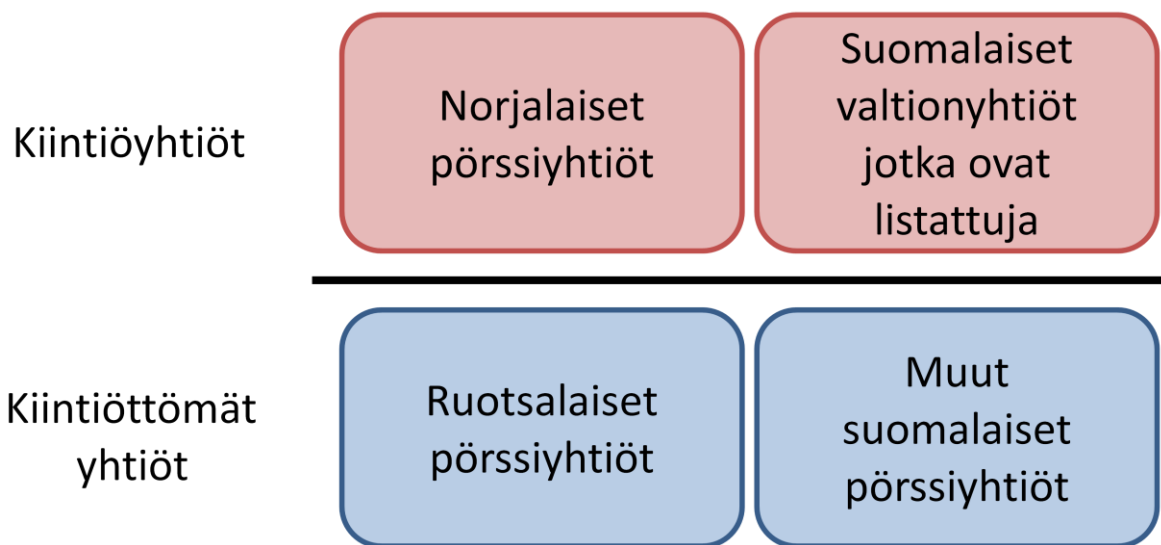 Kiintiöyhtiöt
Norjalaiset
pörssiyhtiöt
Suomalaiset
valtionyhtiöt
jotka ovat
listattuja
Kiintiöttömät
yhtiöt
Ruotsalaiset
pörssiyhtiöt
Muut
suomalaiset
pörssiyhtiöt